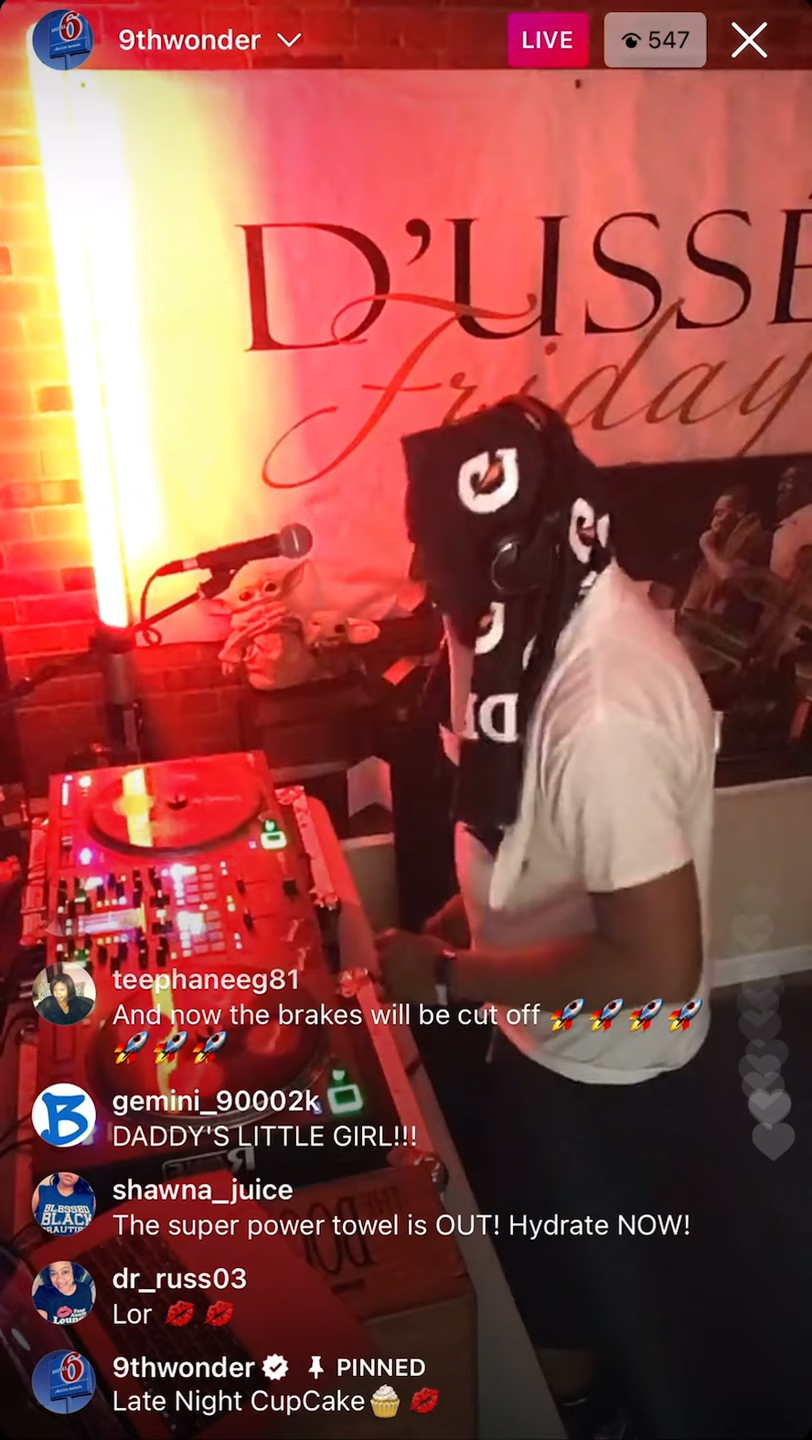 9thwonder
LIVE
547
D'USSÉ
Friday
teephaneeg81
And now the brakes will be cut off 🚀🚀🚀🚀
🚀🚀🚀
gemini_90002k
DADDY'S LITTLE GIRL!!!
shawna_juice
The super power towel is OUT! Hydrate NOW!
dr_russ03
Lor 💋💋
9thwonder PINNED
Late Night CupCake🧁💋